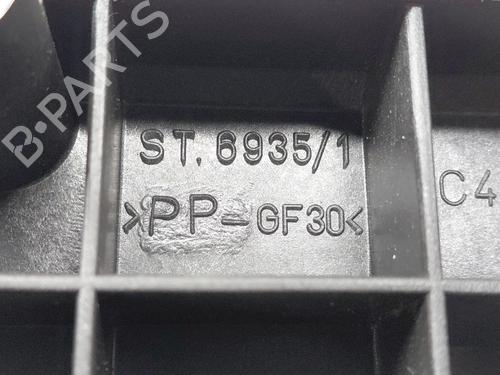 B·PARTS
ST. 6935/1
>PP-GF30<
C4